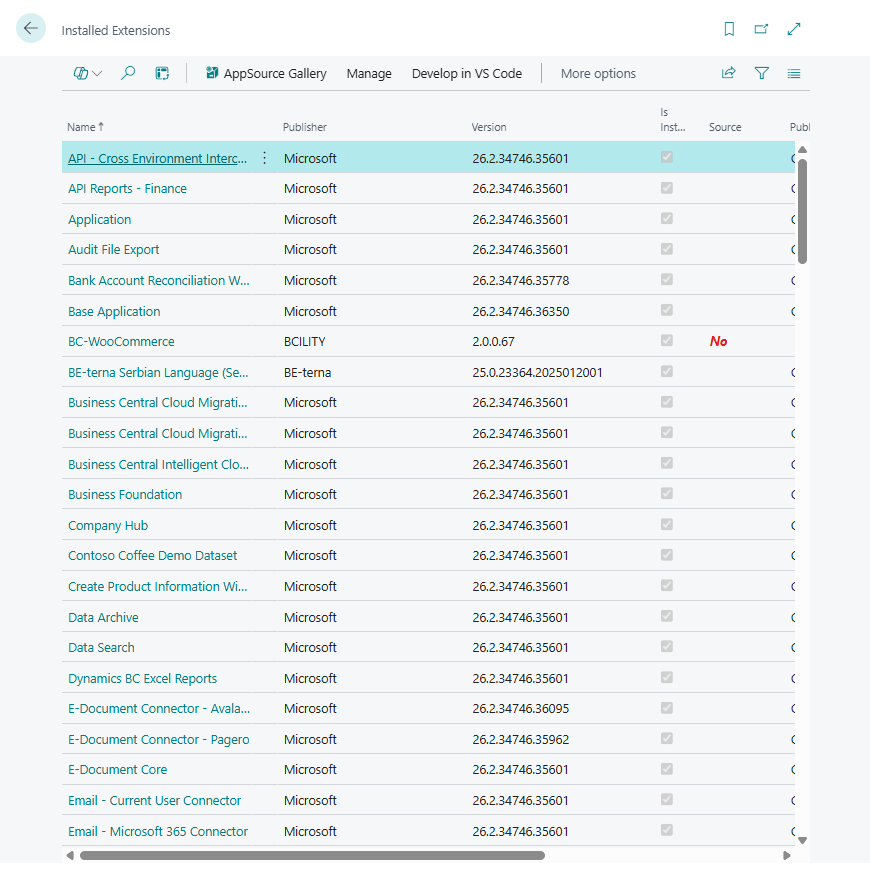 Installed Extensions
AppSource Gallery Manage Develop in VS Code More options
Name↑ Publisher Version Is Inst... Source Publ
API - Cross Environment Interc... Microsoft 26.2.34746.35601
API Reports - Finance Microsoft 26.2.34746.35601
Application Microsoft 26.2.34746.35601
Audit File Export Microsoft 26.2.34746.35601
Bank Account Reconciliation W... Microsoft 26.2.34746.35778
Base Application Microsoft 26.2.34746.36350
BC-WooCommerce BCILITY 2.0.0.67 No
BE-terna Serbian Language (Se... BE-terna 25.0.23364.2025012001
Business Central Cloud Migrati... Microsoft 26.2.34746.35601
Business Central Cloud Migrati... Microsoft 26.2.34746.35601
Business Central Intelligent Clo... Microsoft 26.2.34746.35601
Business Foundation Microsoft 26.2.34746.35601
Company Hub Microsoft 26.2.34746.35601
Contoso Coffee Demo Dataset Microsoft 26.2.34746.35601
Create Product Information Wi... Microsoft 26.2.34746.35601
Data Archive Microsoft 26.2.34746.35601
Data Search Microsoft 26.2.34746.35601
Dynamics BC Excel Reports Microsoft 26.2.34746.35601
E-Document Connector - Avala... Microsoft 26.2.34746.36095
E-Document Connector - Pagero Microsoft 26.2.34746.35962
E-Document Core Microsoft 26.2.34746.35601
Email - Current User Connector Microsoft 26.2.34746.35601
Email - Microsoft 365 Connector Microsoft 26.2.34746.35601